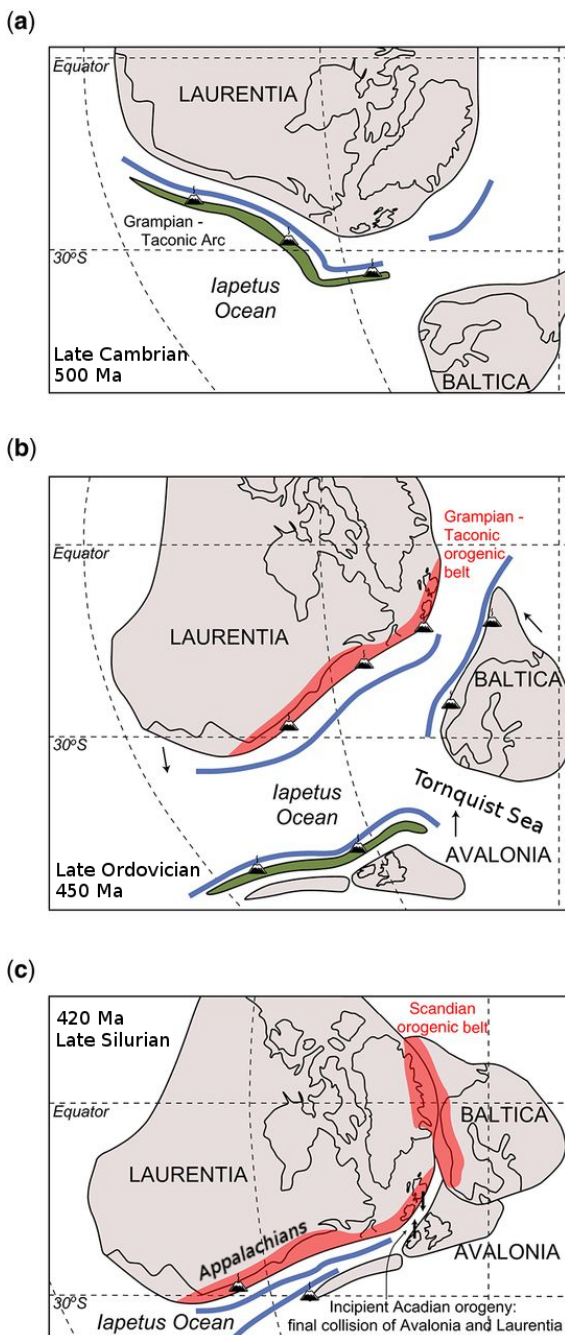 (a)
Equator
LAURENTIA
Grampian -
Taconic Arc
30°S
Iapetus
Ocean
Late Cambrian
500 Ma
BALTICA
(b)
Grampian -
Taconic
orogenic
belt
Equator
LAURENTIA
BALTICA
30°S
Tornquist Sea
Iapetus
Ocean
AVALONIA
Late Ordovician
450 Ma
(c)
420 Ma
Late Silurian
Scandian
orogenic belt
Equator
BALTICA
LAURENTIA
Appalachians
AVALONIA
30°S
Iapetus Ocean
Incipient Acadian orogeny:
final collision of Avalonia and Laurentia